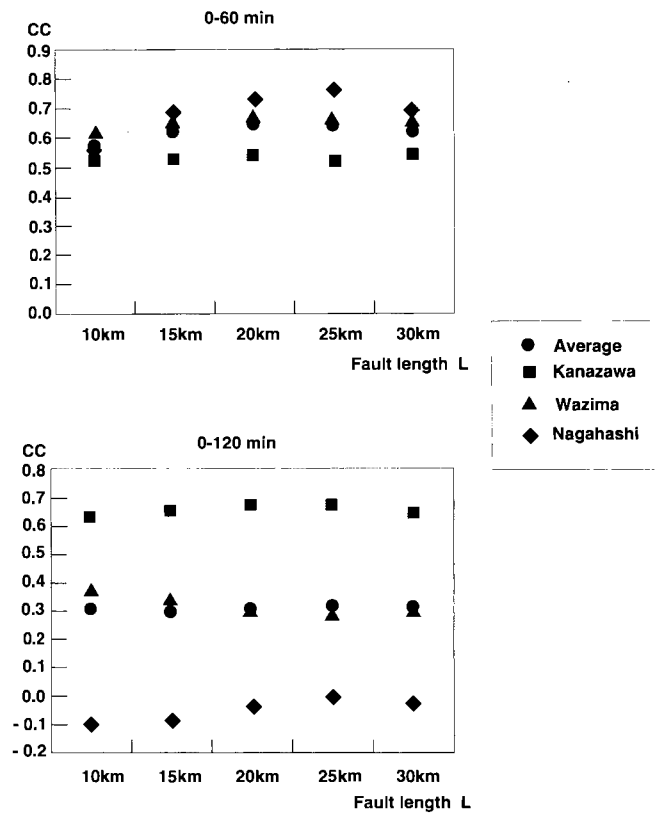 0-60 min
CC
0.9
0.8
0.7
0.6
0.5
0.4
0.3
0.2
0.1
0.0
10km 15km 20km 25km 30km
Fault length L
Average
Kanazawa
Wazima
Nagahashi
0-120 min
CC
0.8
0.7
0.6
0.5
0.4
0.3
0.2
0.1
0.0
- 0.1
- 0.2
10km 15km 20km 25km 30km
Fault length L